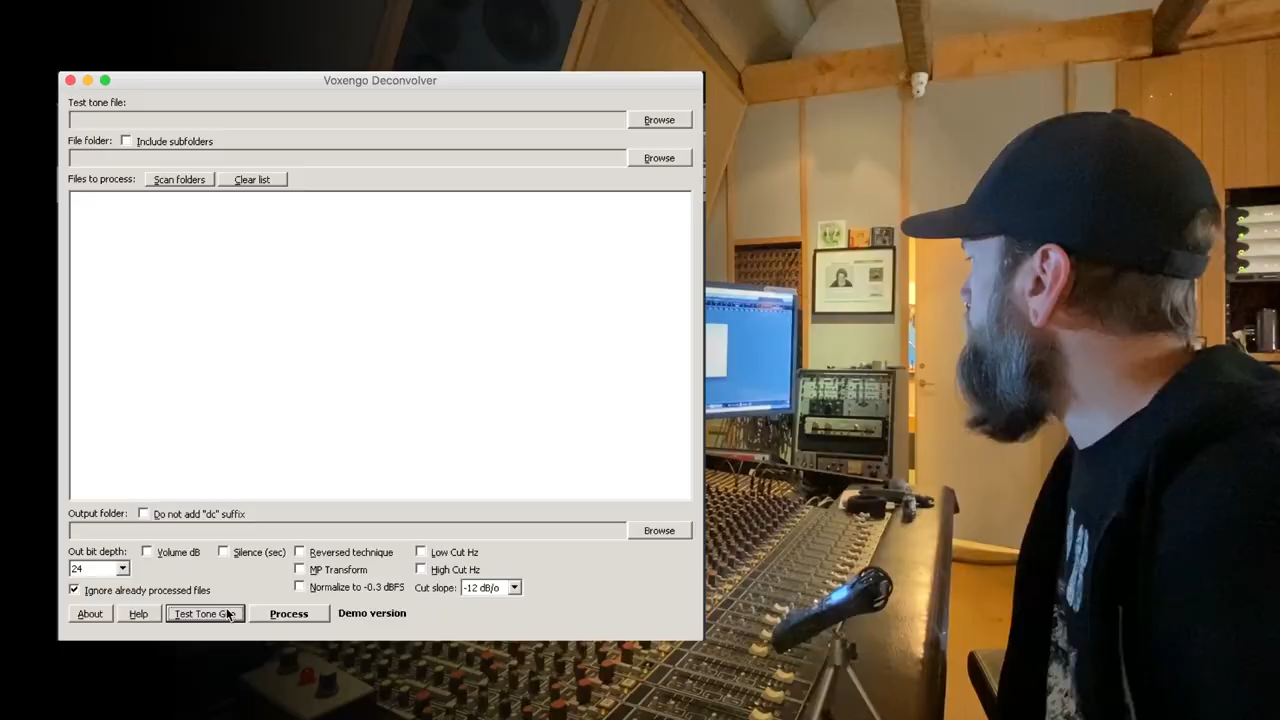 Voxengo Deconvolver
Test tone file:
Browse
File folder: Include subfolders
Browse
Files to process: Scan folders Clear list
Output folder: Do not add "dc" suffix
Browse
Out bit depth: Volume dB Silence (sec) Reversed technique Low Cut Hz
24 MP Transform High Cut Hz
Ignore already processed files Normalize to -0.3 dBFS Cut slope: -12 dB/o
About Help Test Tone Process Demo version